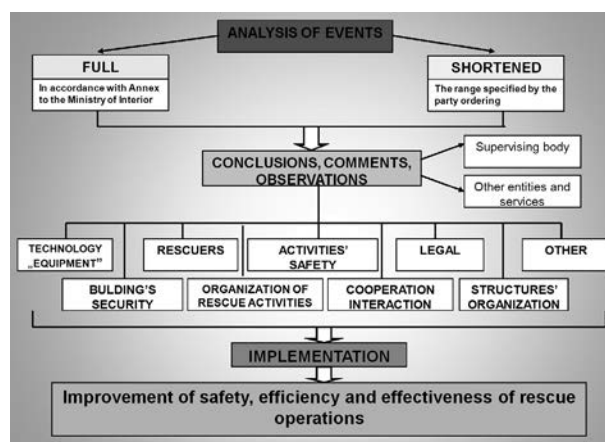 ANALYSIS OF EVENTS
FULL
In accordance with Annex
to the Ministry of Interior
SHORTENED
The range specified by the
party ordering
CONCLUSIONS, COMMENTS,
OBSERVATIONS
Supervising body
Other entities and
services
TECHNOLOGY
„EQUIPMENT”
RESCUERS
ACTIVITIES'
SAFETY
LEGAL
OTHER
BULDING'S
SECURITY
ORGANIZATION OF
RESCUE ACTIVITIES
COOPERATION
INTERACTION
STRUCTURES'
ORGANIZATION
IMPLEMENTATION
Improvement of safety, efficiency and effectiveness of rescue
operations